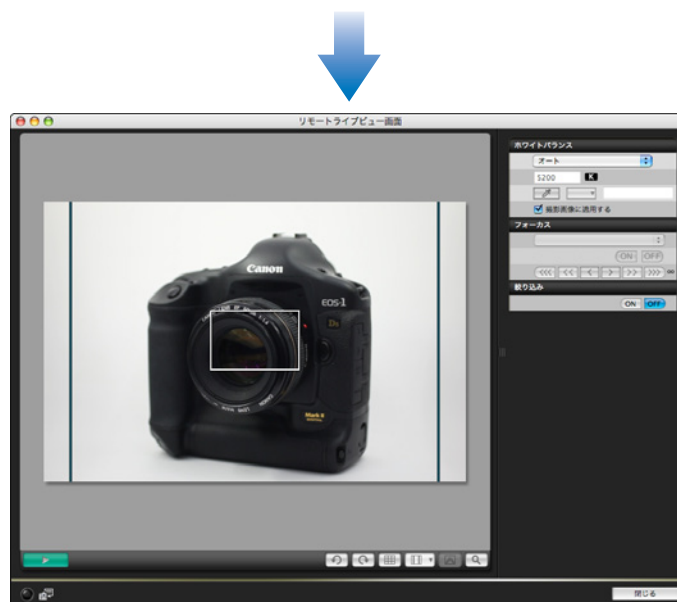 リモートライブビュー画面
ホワイトバランス
オート
5200 K
撮影画像に適用する
フォーカス
ON OFF
<<< << < > >> >>> ∞
絞り込み
ON OFF
Canon
EOS-1
Ds
Mark II
閉じる